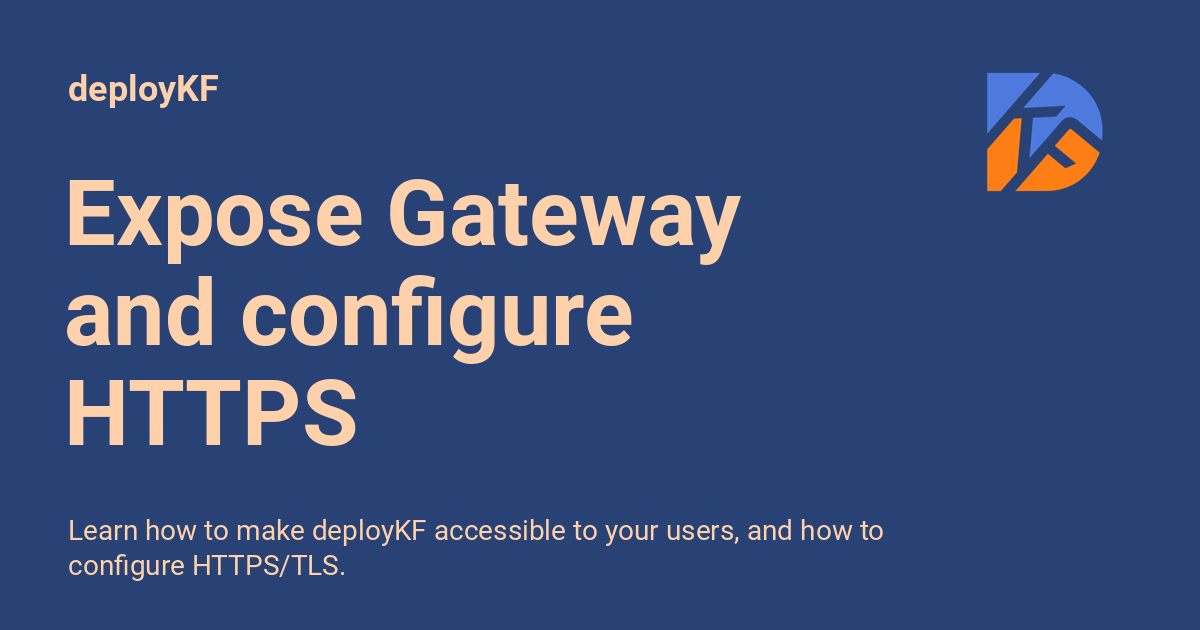 deployKF
Expose Gateway
and configure
HTTPS
Learn how to make deployKF accessible to your users, and how to
configure HTTPS/TLS.